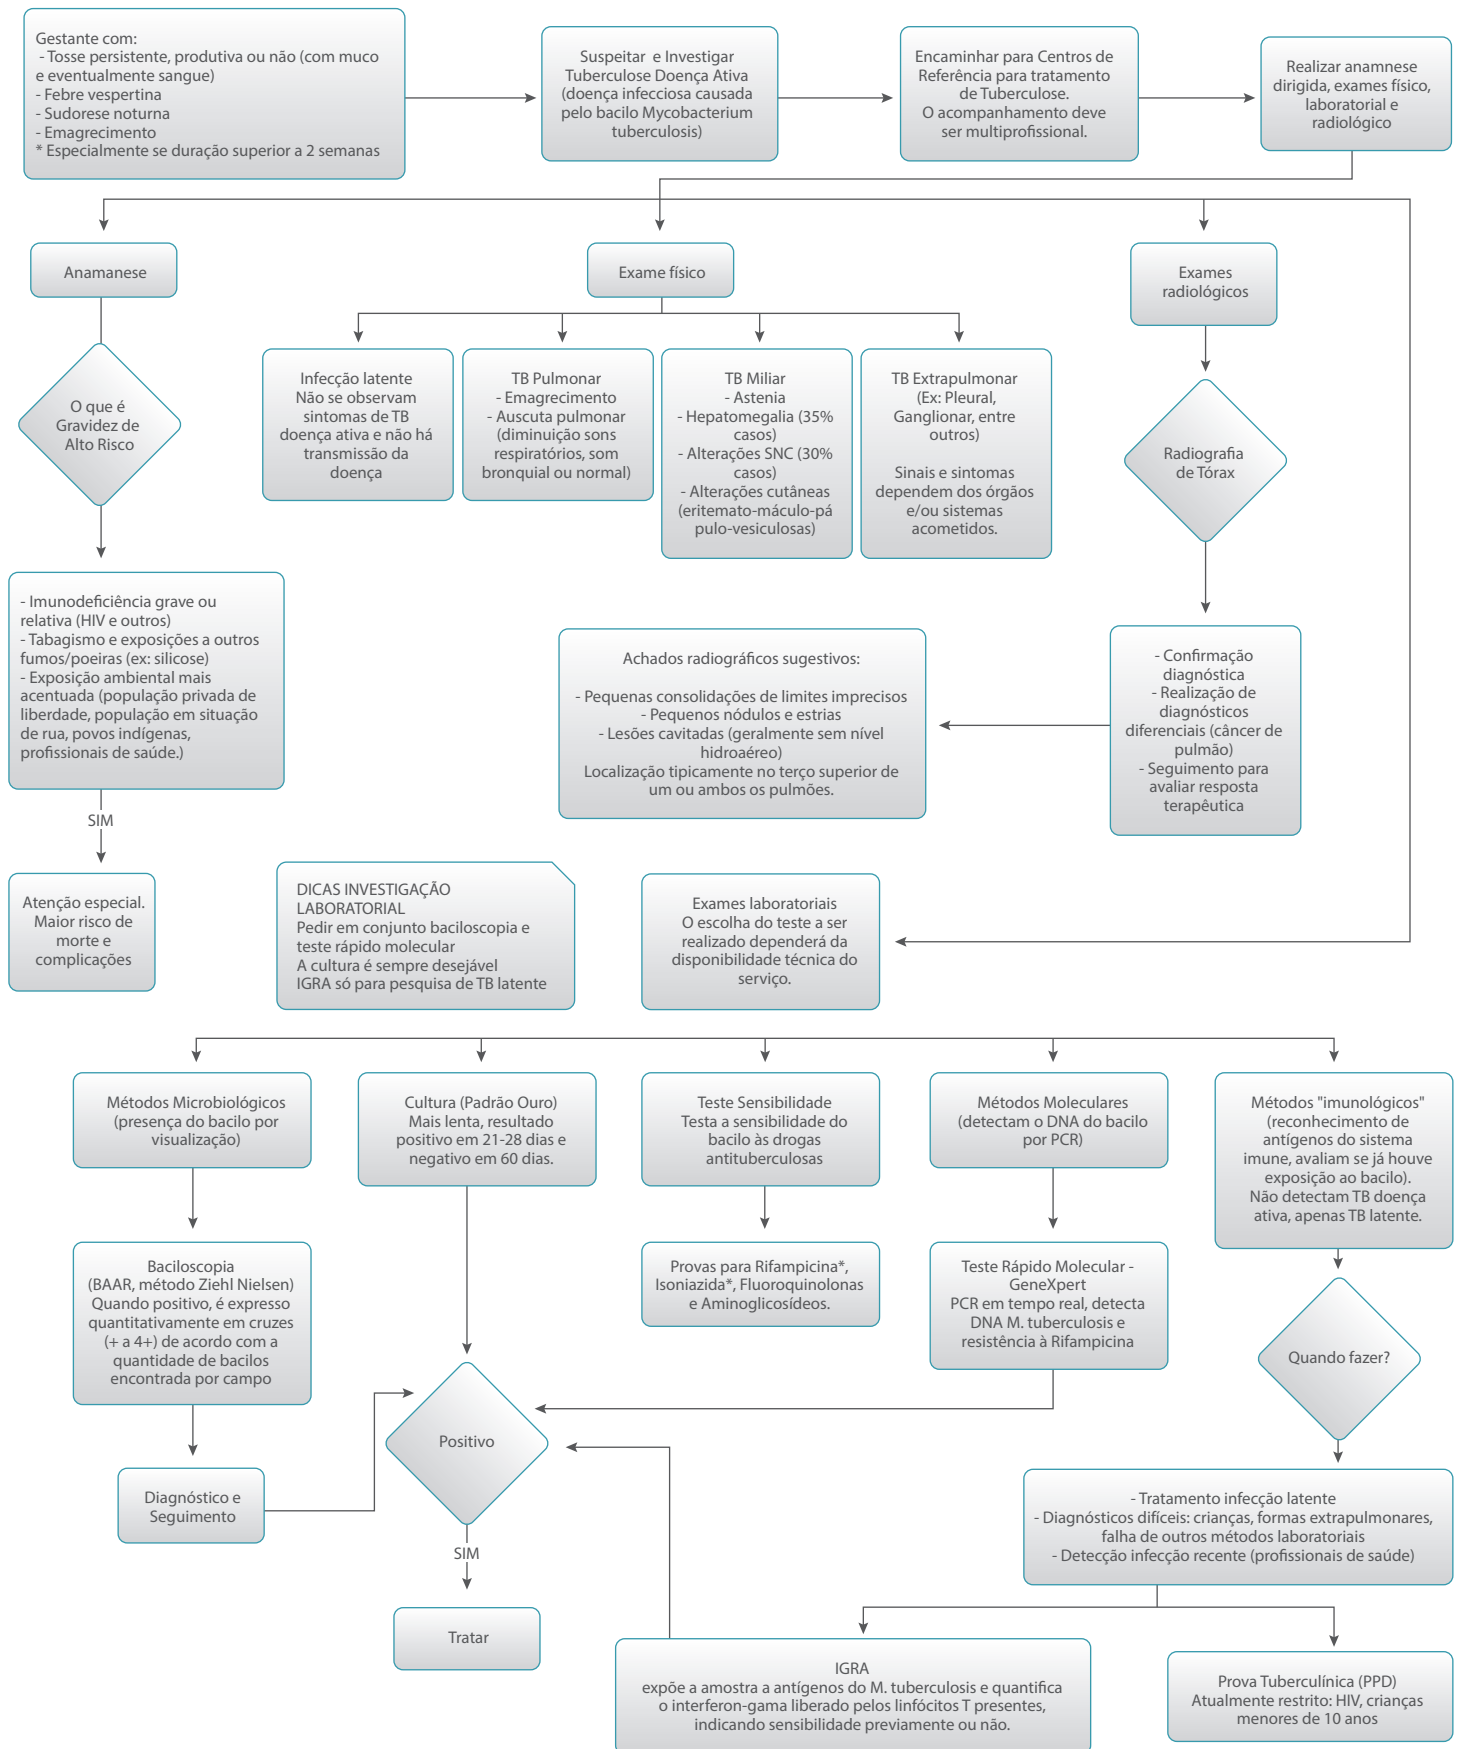 Gestante com:
- Tosse persistente, produtiva ou não (com muco
e eventualmente sangue)
- Febre vespertina
- Sudorese noturna
- Emagrecimento
* Especialmente se duração superior a 2 semanas
Suspeitar e Investigar
Tuberculose Doença Ativa
(doença infecciosa causada
pelo bacilo Mycobacterium
tuberculosis)
Encaminhar para Centros de
Referência para tratamento
de Tuberculose.
O acompanhamento deve
ser multiprofissional.
Realizar anamnese
dirigida, exames físico,
laboratorial e
radiológico
Anamanese
Exame físico
Exames
radiológicos
O que é
Gravidez de
Alto Risco
Infecção latente
Não se observam
sintomas de TB
doença ativa e não há
transmissão da
doença
TB Pulmonar
- Emagrecimento
- Auscuta pulmonar
(diminuição sons
respiratórios, som
bronquial ou normal)
TB Miliar
- Astenia
- Hepatomegalia (35%
casos)
- Alterações SNC (30%
casos)
- Alterações cutâneas
(eritemato-máculo-pá
pulo-vesiculosas)
TB Extrapulmonar
(Ex: Pleural,
Ganglionar, entre
outros)
Sinais e sintomas
dependem dos órgãos
e/ou sistemas
acometidos.
Radiografia
de Tórax
- Imunodeficiência grave ou
relativa (HIV e outros)
- Tabagismo e exposições a outros
fumos/poeiras (ex: silicose)
- Exposição ambiental mais
acentuada (população privada de
liberdade, população em situação
de rua, povos indígenas,
profissionais de saúde.)
Achados radiográficos sugestivos:
- Pequenas consolidações de limites imprecisos
- Pequenos nódulos e estrias
- Lesões cavitadas (geralmente sem nível
hidroaéreo)
Localização tipicamente no terço superior de
um ou ambos os pulmões.
- Confirmação
diagnóstica
- Realização de
diagnósticos
diferenciais (câncer de
pulmão)
- Seguimento para
avaliar resposta
terapêutica
SIM
Atenção especial.
Maior risco de
morte e
complicações
DICAS INVESTIGAÇÃO
LABORATORIAL
Pedir em conjunto baciloscopia e
teste rápido molecular
A cultura é sempre desejável
IGRA só para pesquisa de TB latente
Exames laboratoriais
O escolha do teste a ser
realizado dependerá da
disponibilidade técnica do
serviço.
Métodos Microbiológicos
(presença do bacilo por
visualização)
Cultura (Padrão Ouro)
Mais lenta, resultado
positivo em 21-28 dias e
negativo em 60 dias.
Teste Sensibilidade
Testa a sensibilidade do
bacilo às drogas
antituberculosas
Métodos Moleculares
(detectam o DNA do bacilo
por PCR)
Métodos "imunológicos"
(reconhecimento de
antígenos do sistema
imune, avaliam se já houve
exposição ao bacilo).
Não detectam TB doença
ativa, apenas TB latente.
Baciloscopia
(BAAR, método Ziehl Nielsen)
Quando positivo, é expresso
quantitativamente em cruzes
(+ a 4+) de acordo com a
quantidade de bacilos
encontrada por campo
Provas para Rifampicina*,
Isoniazida*, Fluoroquinolonas
e Aminoglicosídeos.
Teste Rápido Molecular -
GeneXpert
PCR em tempo real, detecta
DNA M. tuberculosis e
resistência à Rifampicina
Quando fazer?
Positivo
Diagnóstico e
Seguimento
SIM
Tratar
- Tratamento infecção latente
- Diagnósticos difíceis: crianças, formas extrapulmonares,
falha de outros métodos laboratoriais
- Detecção infecção recente (profissionais de saúde)
IGRA
expõe a amostra a antígenos do M. tuberculosis e quantifica
o interferon-gama liberado pelos linfócitos T presentes,
indicando sensibilidade previamente ou não.
Prova Tuberculínica (PPD)
Atualmente restrito: HIV, crianças
menores de 10 anos